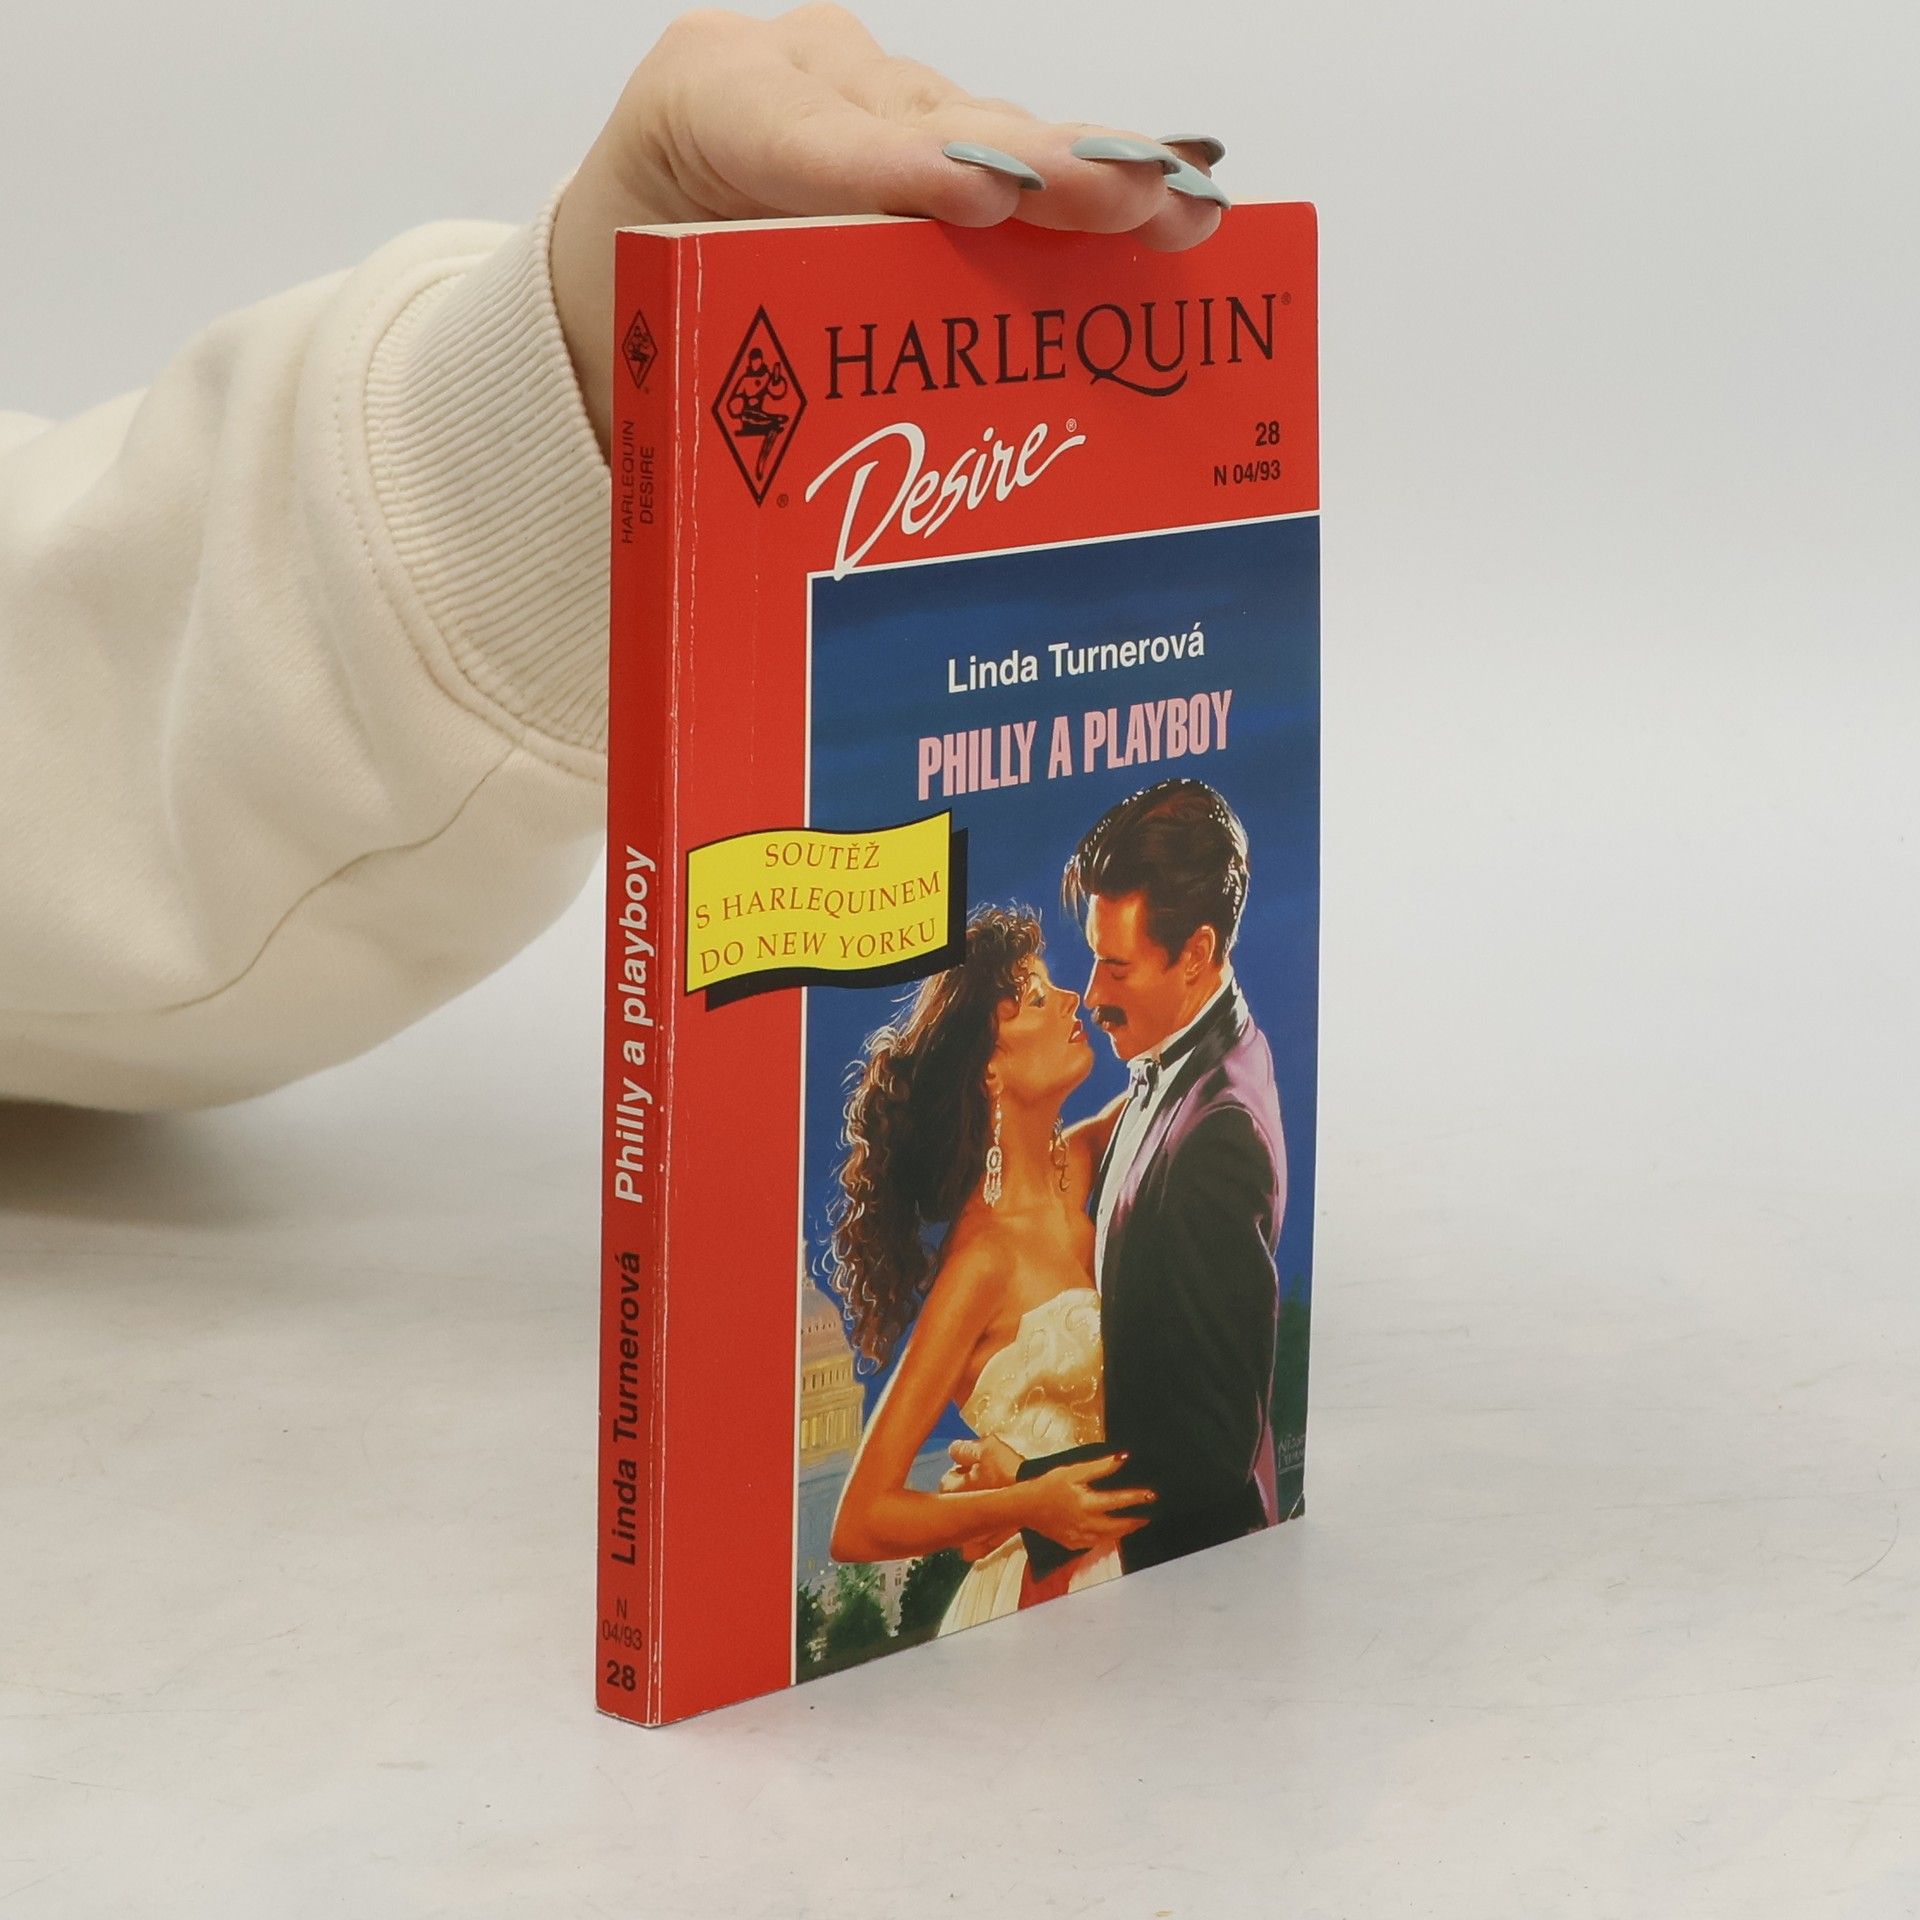 HARLEQUIN®
Desire®
28
N 04/93
Linda Turnerová
PHILLY A PLAYBOY
SOUTĚŽ
S HARLEQUINEM
DO NEW YORKU
HARLEQUIN
DESIRE
Philly a playboy
Linda Turnerová
N
04/93
28